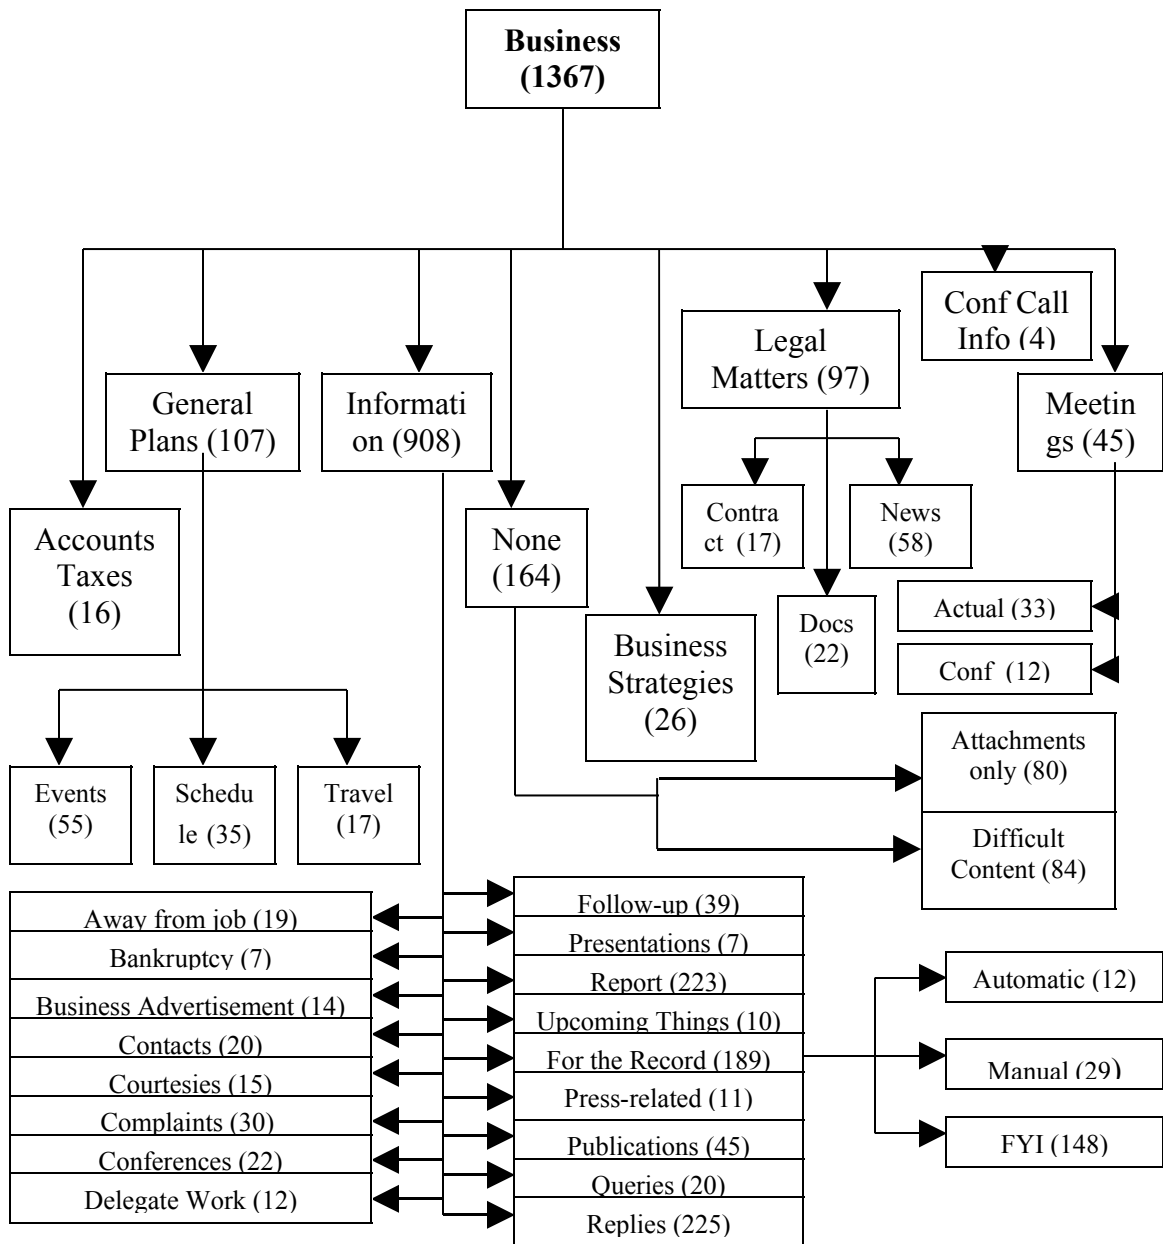 Business
(1367)
Conf Call
Info (4)
Legal
Matters (97)
General
Plans (107)
Informati
on (908)
Meetin
gs (45)
Accounts
Taxes
(16)
None
(164)
Contra
ct (17)
News
(58)
Actual (33)
Docs
(22)
Conf (12)
Business
Strategies
(26)
Attachments
only (80)
Events
(55)
Schedu
le (35)
Travel
(17)
Difficult
Content (84)
Away from job (19)
Bankruptcy (7)
Business Advertisement (14)
Contacts (20)
Courtesies (15)
Complaints (30)
Conferences (22)
Delegate Work (12)
Follow-up (39)
Presentations (7)
Report (223)
Upcoming Things (10)
For the Record (189)
Press-related (11)
Publications (45)
Queries (20)
Replies (225)
Automatic (12)
Manual (29)
FYI (148)